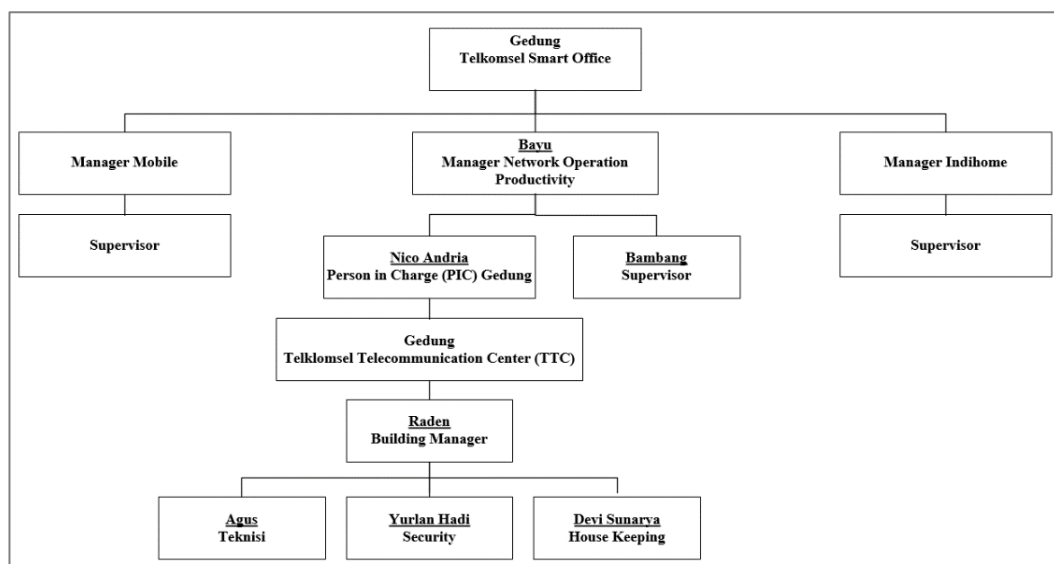 Gedung
Telkomsel Smart Office
Manager Mobile
Bayu
Manager Network Operation
Productivity
Manager Indihome
Supervisor
Nico Andria
Person in Charge (PIC) Gedung
Bambang
Supervisor
Supervisor
Gedung
Telklomsel Telecommunication Center (TTC)
Raden
Building Manager
Agus
Teknisi
Yurlan Hadi
Security
Devi Sunarya
House Keeping